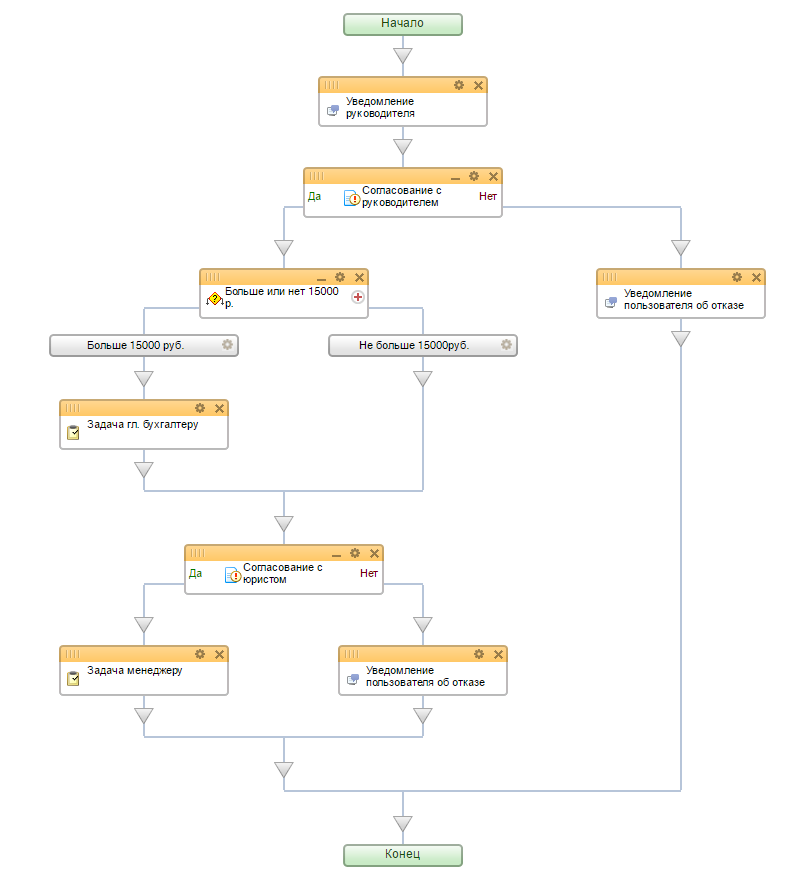 Начало
Уведомление
руководителя
Да
Согласование с
руководителем
Нет
Больше или нет 15000
р.
Уведомление
пользователя об отказе
Больше 15000 руб.
Не больше 15000руб.
Задача гл. бухгалтеру
Да
Согласование с
юристом
Нет
Задача менеджеру
Уведомление
пользователя об отказе
Конец